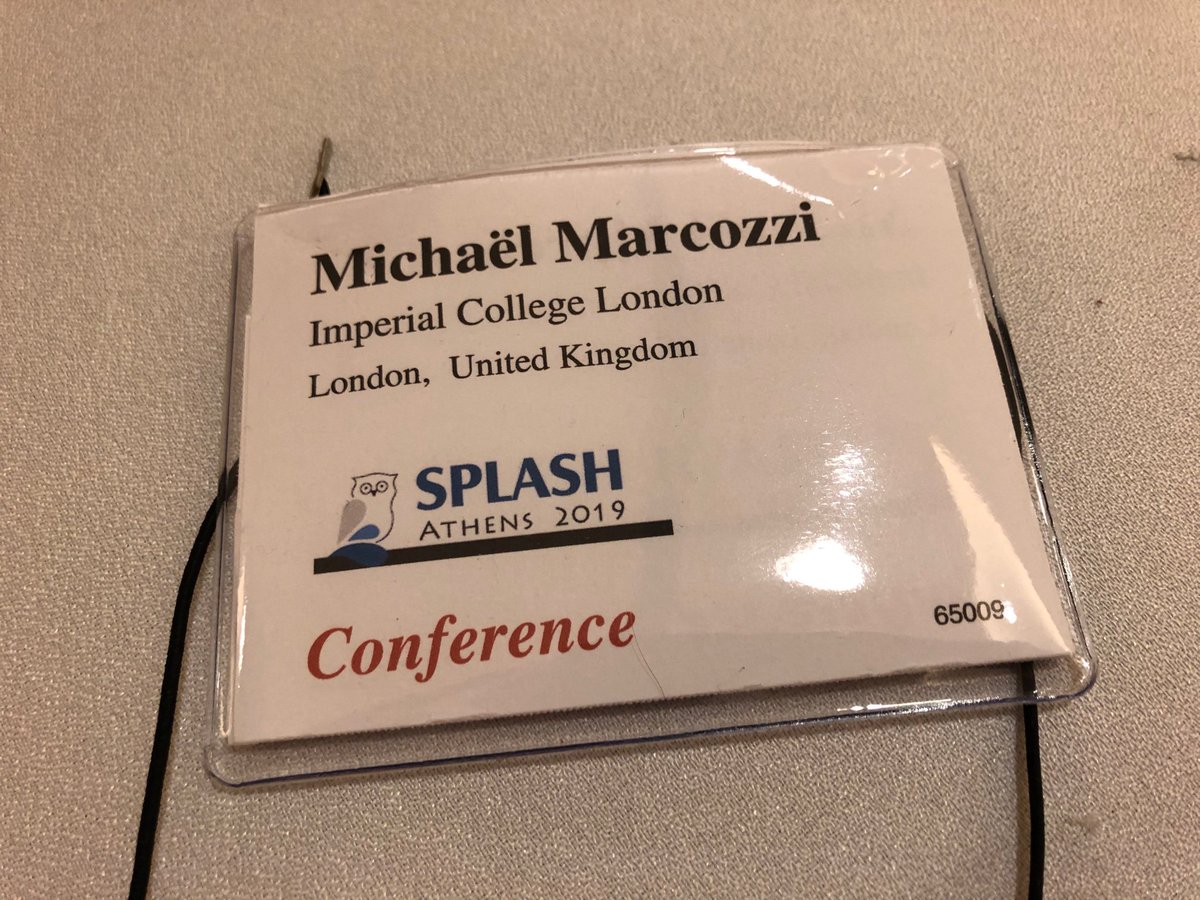 Michaël Marcozzi
Imperial College London
London, United Kingdom
SPLASH
ATHENS 2019
Conference
65009